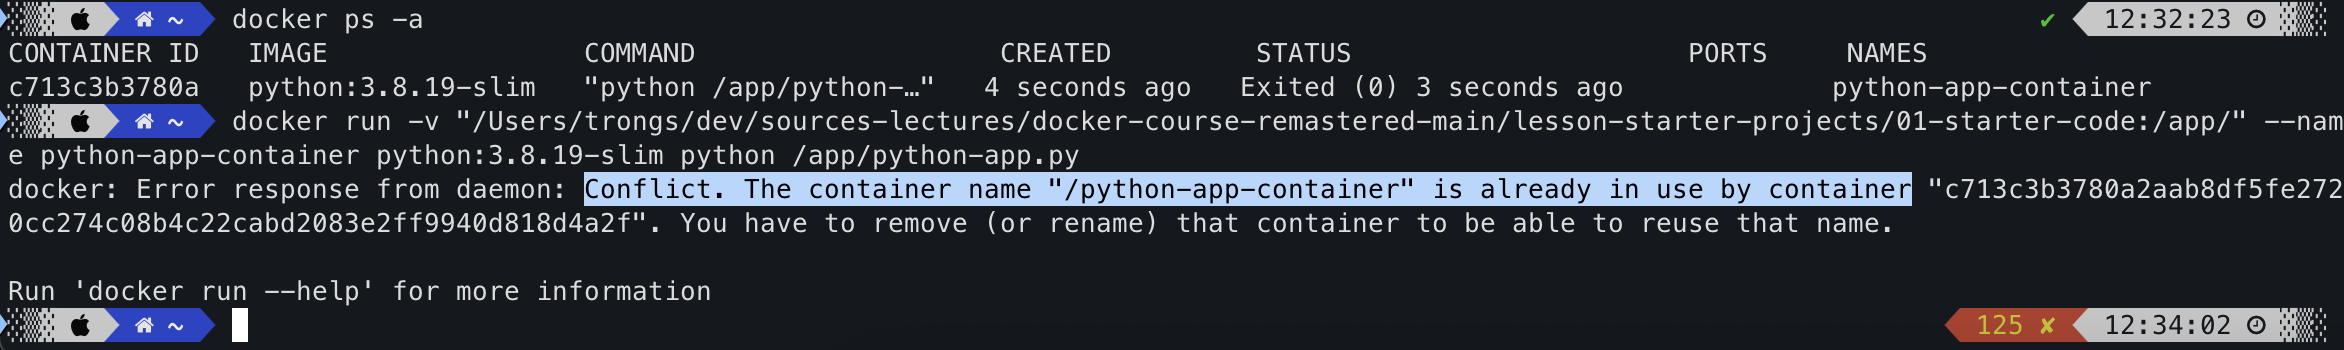 ~ docker ps -a ✔ 12:32:23
CONTAINER ID IMAGE COMMAND CREATED STATUS PORTS NAMES
c713c3b3780a python:3.8.19-slim "python /app/python-…" 4 seconds ago Exited (0) 3 seconds ago python-app-container
~ docker run -v "/Users/trongs/dev/sources-lectures/docker-course-remastered-main/lesson-starter-projects/01-starter-code:/app/" --nam
e python-app-container python:3.8.19-slim python /app/python-app.py
docker: Error response from daemon: Conflict. The container name "/python-app-container" is already in use by container "c713c3b3780a2aab8df5fe272
0cc274c08b4c22cabd2083e2ff9940d818d4a2f". You have to remove (or rename) that container to be able to reuse that name.
Run 'docker run --help' for more information
~ 125 ✘ 12:34:02